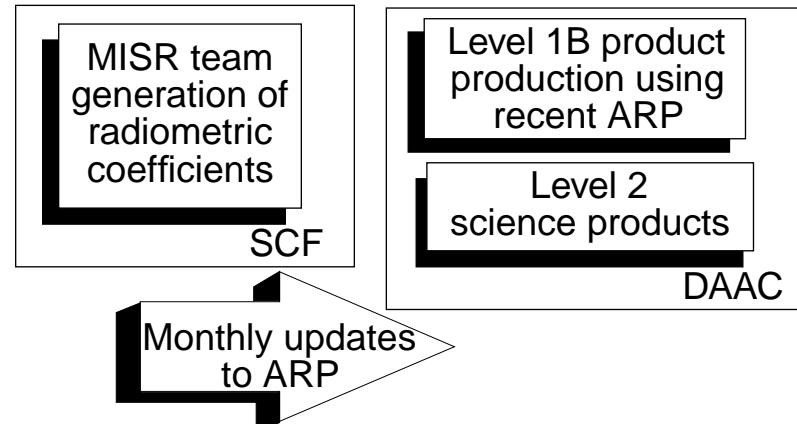 MISR team
generation of
radiometric
coefficients
SCF
Level 1B product
production using
recent ARP
Level 2
science products
DAAC
Monthly updates
to ARP